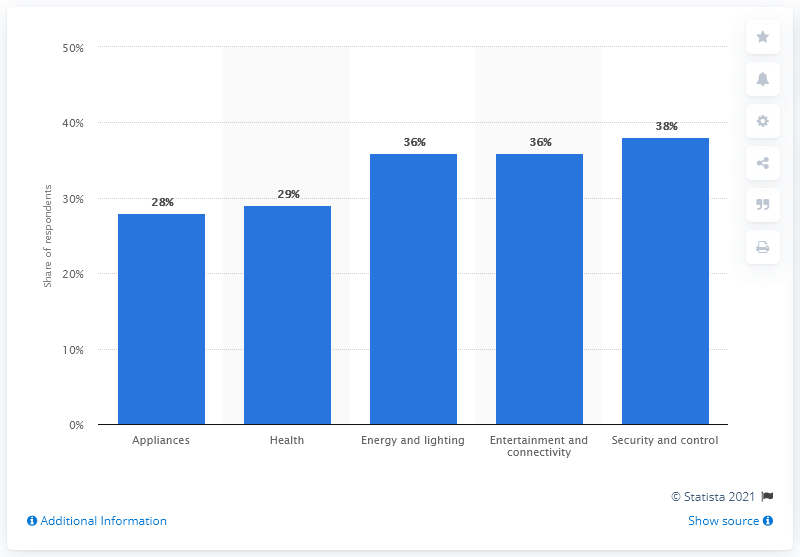 50%
40%
30%
20%
10%
0%
Share of respondents
28%
29%
36%
36%
38%
Appliances
Health
Energy and lighting
Entertainment and
connectivity
Security and control
© Statista 2021
Additional Information
Show source